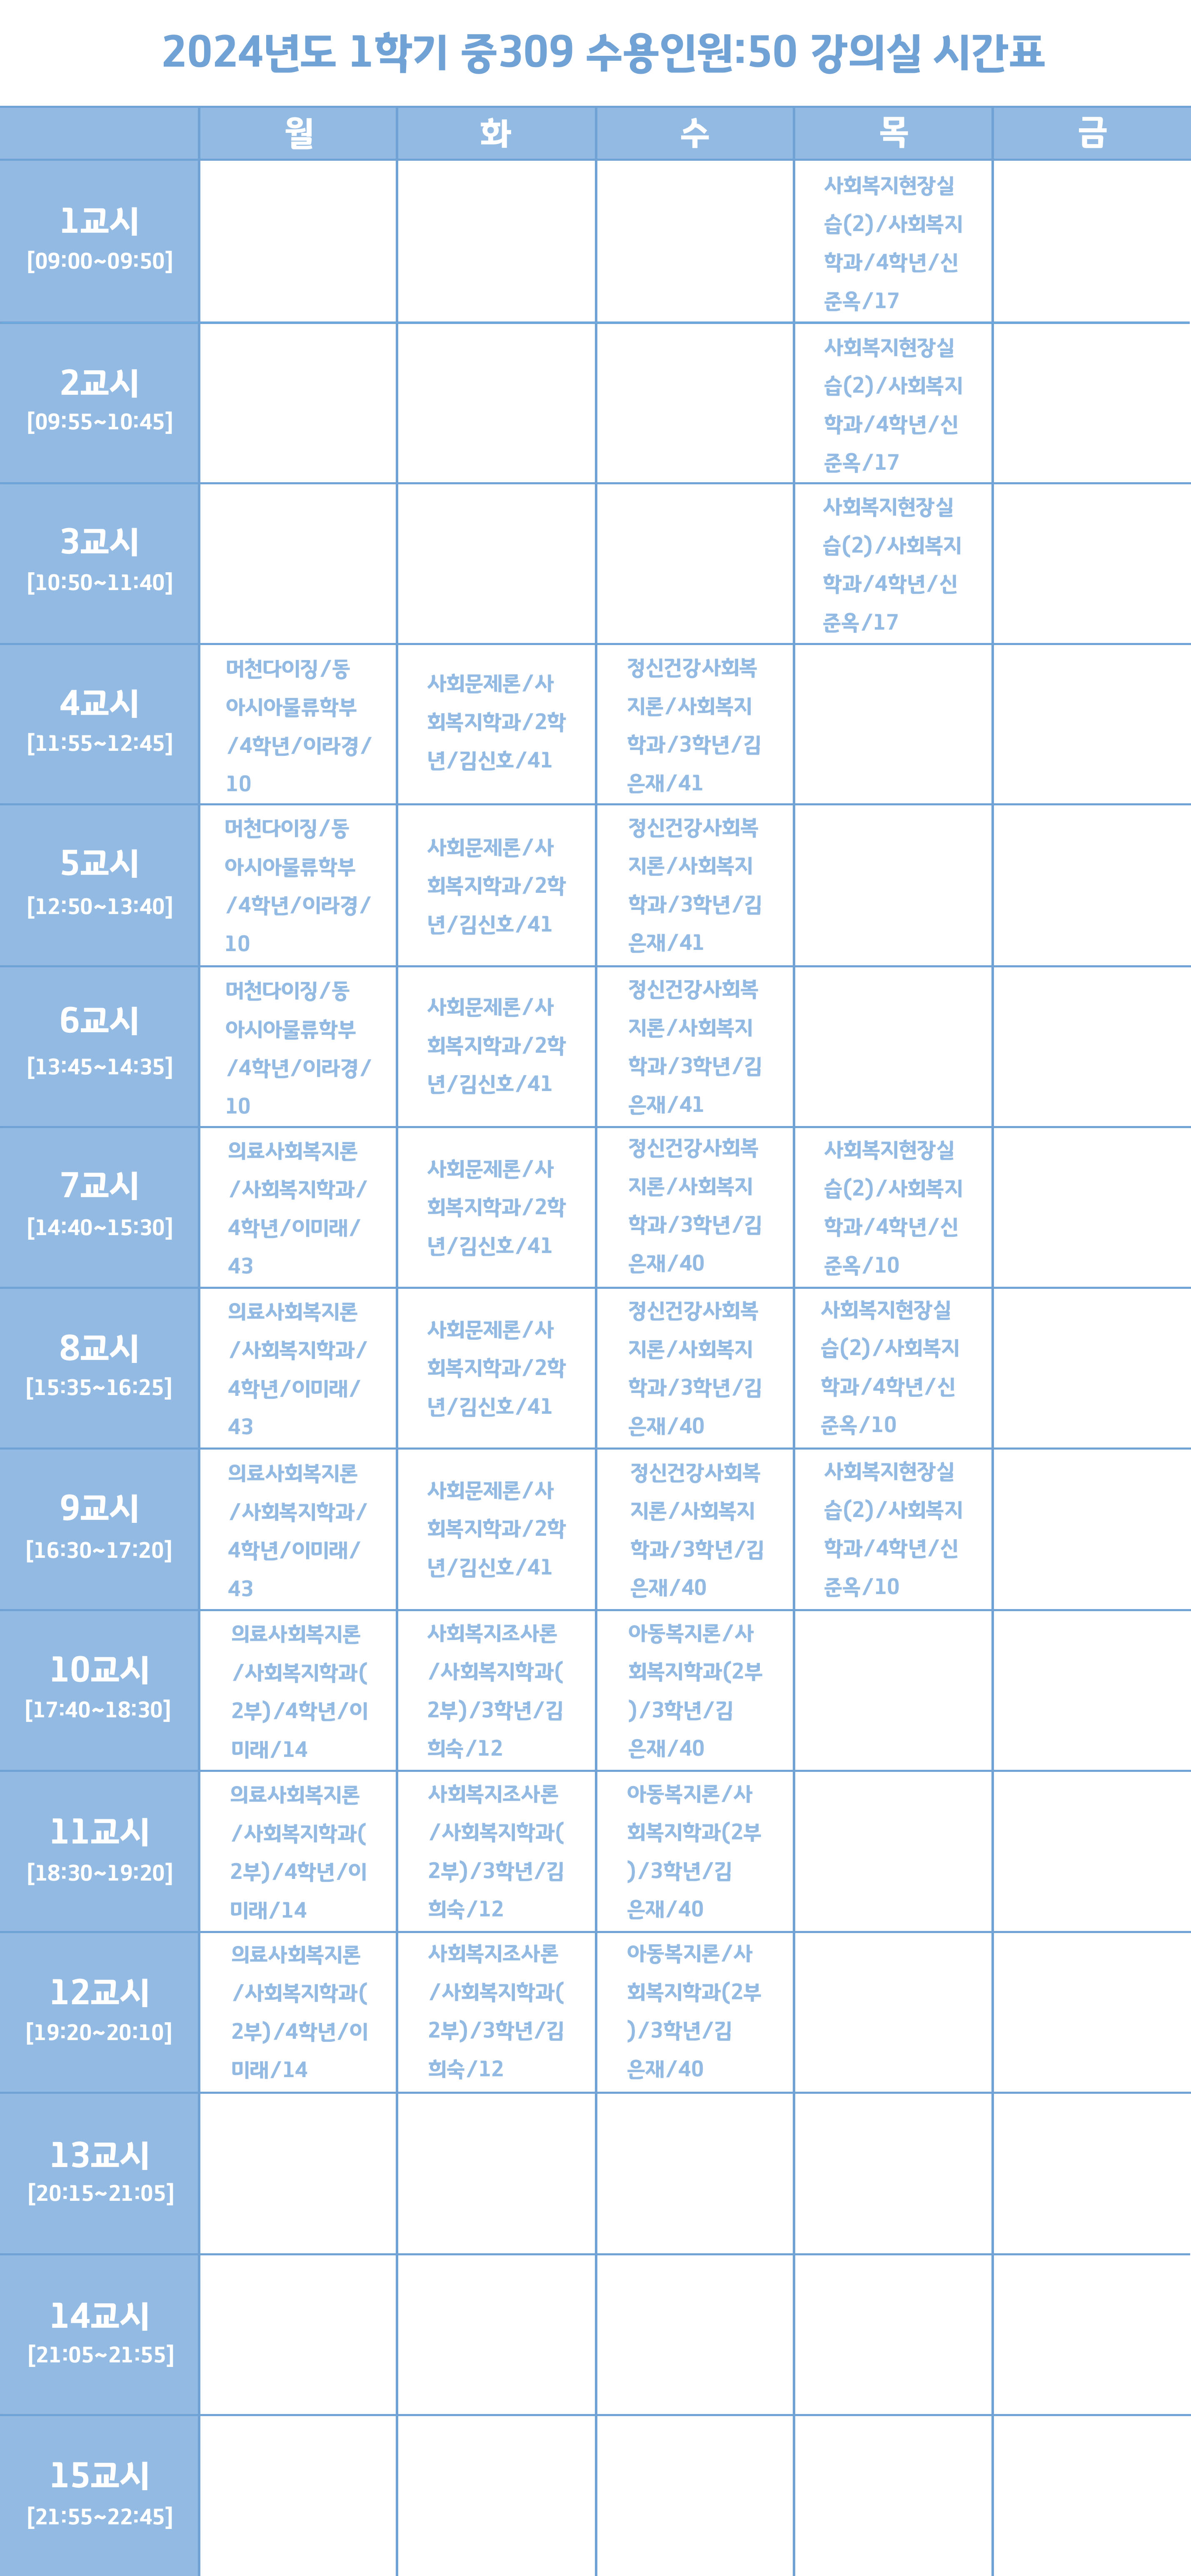 2024년도 1학기 중309 수용인원:50 강의실 시간표
월 화 수 목 금
1교시
[09:00~09:50]
사회복지현장실
습(2)/사회복지
학과/4학년/신
준옥/17
2교시
[09:55~10:45]
사회복지현장실
습(2)/사회복지
학과/4학년/신
준옥/17
3교시
[10:50~11:40]
사회복지현장실
습(2)/사회복지
학과/4학년/신
준옥/17
4교시
[11:55~12:45]
머천다이징/동
아시아물류학부
/4학년/이라경/
10
사회문제론/사
회복지학과/2학
년/김신호/41
정신건강사회복
지론/사회복지
학과/3학년/김
은재/41
5교시
[12:50~13:40]
머천다이징/동
아시아물류학부
/4학년/이라경/
10
사회문제론/사
회복지학과/2학
년/김신호/41
정신건강사회복
지론/사회복지
학과/3학년/김
은재/41
6교시
[13:45~14:35]
머천다이징/동
아시아물류학부
/4학년/이라경/
10
사회문제론/사
회복지학과/2학
년/김신호/41
정신건강사회복
지론/사회복지
학과/3학년/김
은재/41
7교시
[14:40~15:30]
의료사회복지론
/사회복지학과/
4학년/이미래/
43
사회문제론/사
회복지학과/2학
년/김신호/41
정신건강사회복
지론/사회복지
학과/3학년/김
은재/40
사회복지현장실
습(2)/사회복지
학과/4학년/신
준옥/10
8교시
[15:35~16:25]
의료사회복지론
/사회복지학과/
4학년/이미래/
43
사회문제론/사
회복지학과/2학
년/김신호/41
정신건강사회복
지론/사회복지
학과/3학년/김
은재/40
사회복지현장실
습(2)/사회복지
학과/4학년/신
준옥/10
9교시
[16:30~17:20]
의료사회복지론
/사회복지학과/
4학년/이미래/
43
사회문제론/사
회복지학과/2학
년/김신호/41
정신건강사회복
지론/사회복지
학과/3학년/김
은재/40
사회복지현장실
습(2)/사회복지
학과/4학년/신
준옥/10
10교시
[17:40~18:30]
의료사회복지론
/사회복지학과(
2부)/4학년/이
미래/14
사회복지조사론
/사회복지학과(
2부)/3학년/김
희숙/12
아동복지론/사
회복지학과(2부
)/3학년/김
은재/40
11교시
[18:30~19:20]
의료사회복지론
/사회복지학과(
2부)/4학년/이
미래/14
사회복지조사론
/사회복지학과(
2부)/3학년/김
희숙/12
아동복지론/사
회복지학과(2부
)/3학년/김
은재/40
12교시
[19:20~20:10]
의료사회복지론
/사회복지학과(
2부)/4학년/이
미래/14
사회복지조사론
/사회복지학과(
2부)/3학년/김
희숙/12
아동복지론/사
회복지학과(2부
)/3학년/김
은재/40
13교시
[20:15~21:05]
14교시
[21:05~21:55]
15교시
[21:55~22:45]